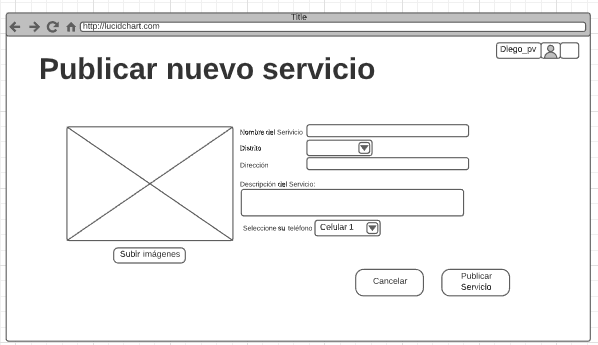 Title
http://lucidchart.com
Diego_pv
Publicar nuevo servicio
Nombre del Serivicio
Distrito
Dirección
Descripción del Servicio:
Seleccione su teléfono Celular 1
Subir imágenes
Cancelar
Publicar
Servicio